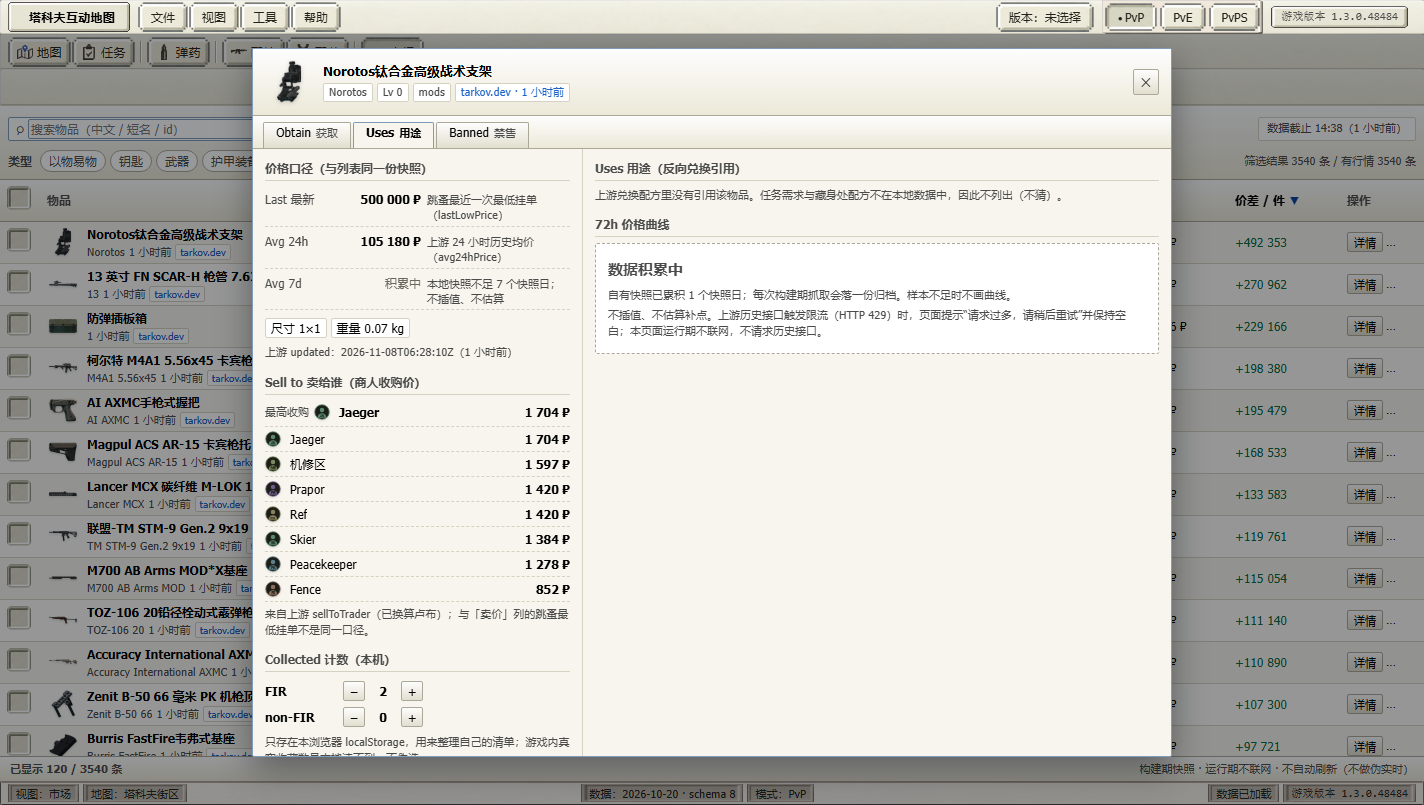 塔科夫互动地图 文件 视图 工具 帮助 版本：未选择 •PvP PvE PvPS 游戏版本 1.3.0.48484
地图 任务 弹药
Norotos钛合金高级战术支架
Norotos Lv 0 mods tarkov.dev · 1 小时前
×
Obtain 获取 Uses 用途 Banned 禁售
搜索物品（中文 / 短名 / id）
数据截止 14:38（1 小时前）
类型 以物易物 钥匙 武器 护甲装
筛选结果 3540 条 / 有行情 3540 条
物品 价差 / 件 ▼ 操作
Norotos钛合金高级战术支架
Norotos 1 小时前 tarkov.dev
+492 353 详情 ...
13 英寸 FN SCAR-H 枪管 7.6
13 1 小时前 tarkov.dev
+270 962 详情 ...
防弹插板箱
1 小时前 tarkov.dev
5 ₽ +229 166 详情 ...
柯尔特 M4A1 5.56x45 卡宾枪
M4A1 5.56x45 1 小时前 tarkov.de
+198 380 详情 ...
AI AXMC手枪式握把
AI AXMC 1 小时前 tarkov.dev
+195 479 详情 ...
Magpul ACS AR-15 卡宾枪托
Magpul ACS AR-15 1 小时前 tark
+168 533 详情 ...
Lancer MCX 碳纤维 M-LOK 1
Lancer MCX 1 小时前 tarkov.dev
+133 583 详情 ...
联盟-TM STM-9 Gen.2 9x19
TM STM-9 Gen.2 9x19 1 小时前
+119 761 详情 ...
M700 AB Arms MOD*X基座
M700 AB Arms MOD 1 小时前 ta
+115 054 详情 ...
TOZ-106 20铅径栓动式霰弹枪
TOZ-106 20 1 小时前 tarkov.dev
+111 140 详情 ...
Accuracy International AXM
Accuracy International AXMC 1 小
+110 890 详情 ...
Zenit B-50 66 毫米 PK 机枪顶
Zenit B-50 66 1 小时前 tarkov.dev
+107 300 详情 ...
Burris FastFire韦弗式基座
Burris FastFire 1 小时前 tarkov.dev
+97 721 详情 ...
价格口径（与列表同一份快照）
Last 最新 500 000 ₽ 跳蚤最近一次最低挂单
（lastLowPrice）
Avg 24h 105 180 ₽ 上游 24 小时历史均价
（avg24hPrice）
Avg 7d 积累中 本地快照不足 7 个快照日；
不插值、不估算
尺寸 1×1 重量 0.07 kg
上游 updated：2026-11-08T06:28:10Z（1 小时前）
Sell to 卖给谁（商人收购价）
最高收购 Jaeger 1 704 ₽
Jaeger 1 704 ₽
机修区 1 597 ₽
Prapor 1 420 ₽
Ref 1 420 ₽
Skier 1 384 ₽
Peacekeeper 1 278 ₽
Fence 852 ₽
来自上游 sellToTrader（已换算卢布）；与「卖价」列的跳蚤最
低挂单不是同一口径。
Collected 计数（本机）
FIR − 2 +
non-FIR − 0 +
只存在本浏览器 localStorage，用来整理自己的清单；游戏内真
Uses 用途（反向兑换引用）
上游兑换配方里没有引用该物品。任务需求与藏身处配方不在本地数据中，因此不列出（不猜）。
72h 价格曲线
数据积累中
自有快照已累积 1 个快照日；每次构建期抓取会落一份归档。样本不足时不画曲线。
不插值、不估算补点。上游历史接口触发限流（HTTP 429）时，页面提示“请求过多，请稍后重试”并保持空
白；本页面运行期不联网，不请求历史接口。
已显示 120 / 3540 条
构建期快照 · 运行期不联网 · 不自动刷新（不做伪实时）
视图：市场 地图：塔科夫街区 数据：2026-10-20 · schema 8 模式：PvP 数据已加载 游戏版本 1.3.0.48484